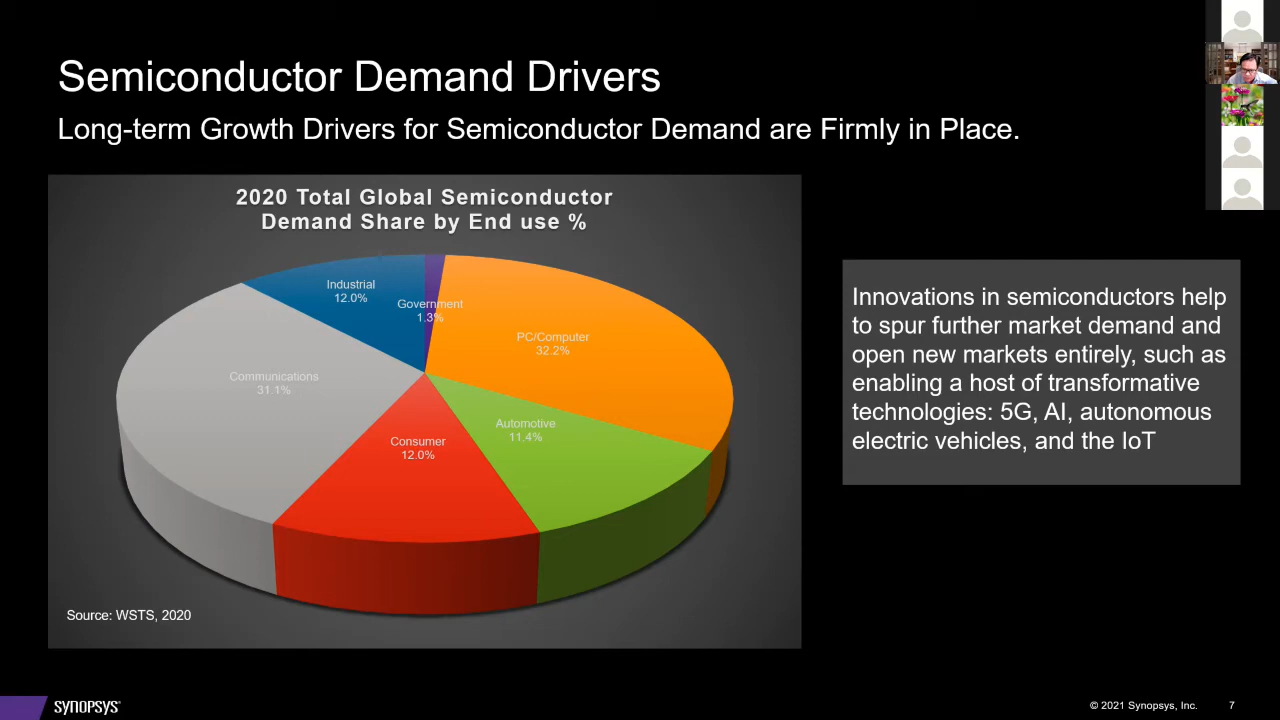 Semiconductor Demand Drivers
Long-term Growth Drivers for Semiconductor Demand are Firmly in Place.
2020 Total Global Semiconductor
Demand Share by End use %
Industrial
12.0%
Government
1.3%
PC/Computer
32.2%
Communications
31.1%
Automotive
11.4%
Consumer
12.0%
Source: WSTS, 2020
Innovations in semiconductors help
to spur further market demand and
open new markets entirely, such as
enabling a host of transformative
technologies: 5G, AI, autonomous
electric vehicles, and the IoT
SYNOPSYS®
© 2021 Synopsys, Inc.
7